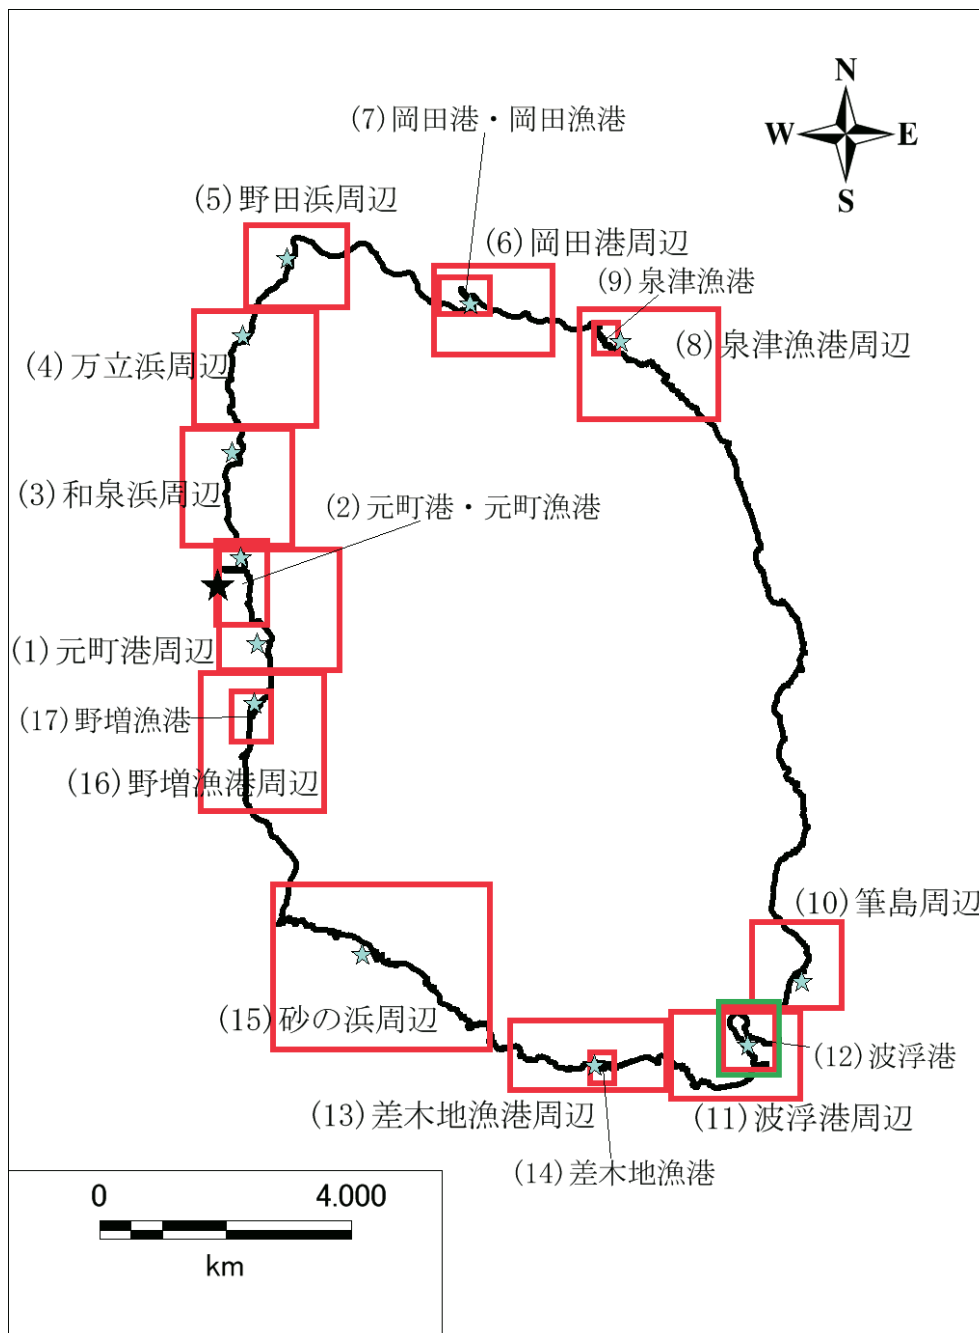 N
W
E
S
(7)岡田港・岡田漁港
(5)野田浜周辺
(6)岡田港周辺
(9)泉津漁港
(4)万立浜周辺
(8)泉津漁港周辺
(3)和泉浜周辺
(2)元町港・元町漁港
(1)元町港周辺
(17)野増漁港
(16)野増漁港周辺
(10)筆島周辺
(15)砂の浜周辺
(12)波浮港
(13)差木地漁港周辺
(11)波浮港周辺
(14)差木地漁港
0 4.000
km